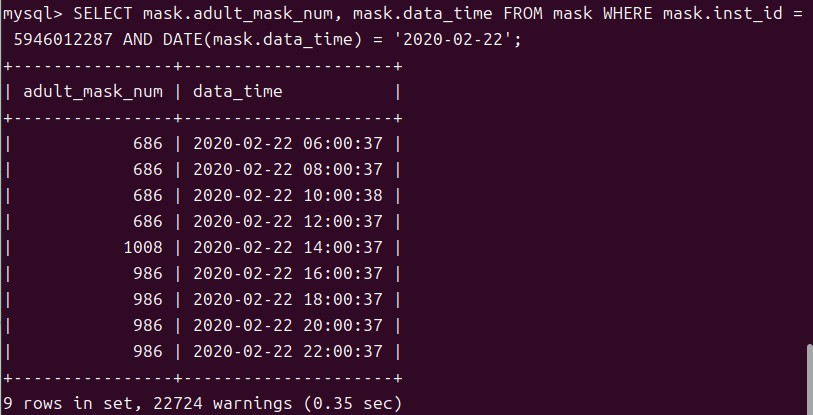 mysql> SELECT mask.adult_mask_num, mask.data_time FROM mask WHERE mask.inst_id =
 5946012287 AND DATE(mask.data_time) = '2020-02-22';
+----------------+---------------------+
| adult_mask_num | data_time           |
+----------------+---------------------+
|            686 | 2020-02-22 06:00:37 |
|            686 | 2020-02-22 08:00:37 |
|            686 | 2020-02-22 10:00:38 |
|            686 | 2020-02-22 12:00:37 |
|           1008 | 2020-02-22 14:00:37 |
|            986 | 2020-02-22 16:00:37 |
|            986 | 2020-02-22 18:00:37 |
|            986 | 2020-02-22 20:00:37 |
|            986 | 2020-02-22 22:00:37 |
+----------------+---------------------+
9 rows in set, 22724 warnings (0.35 sec)